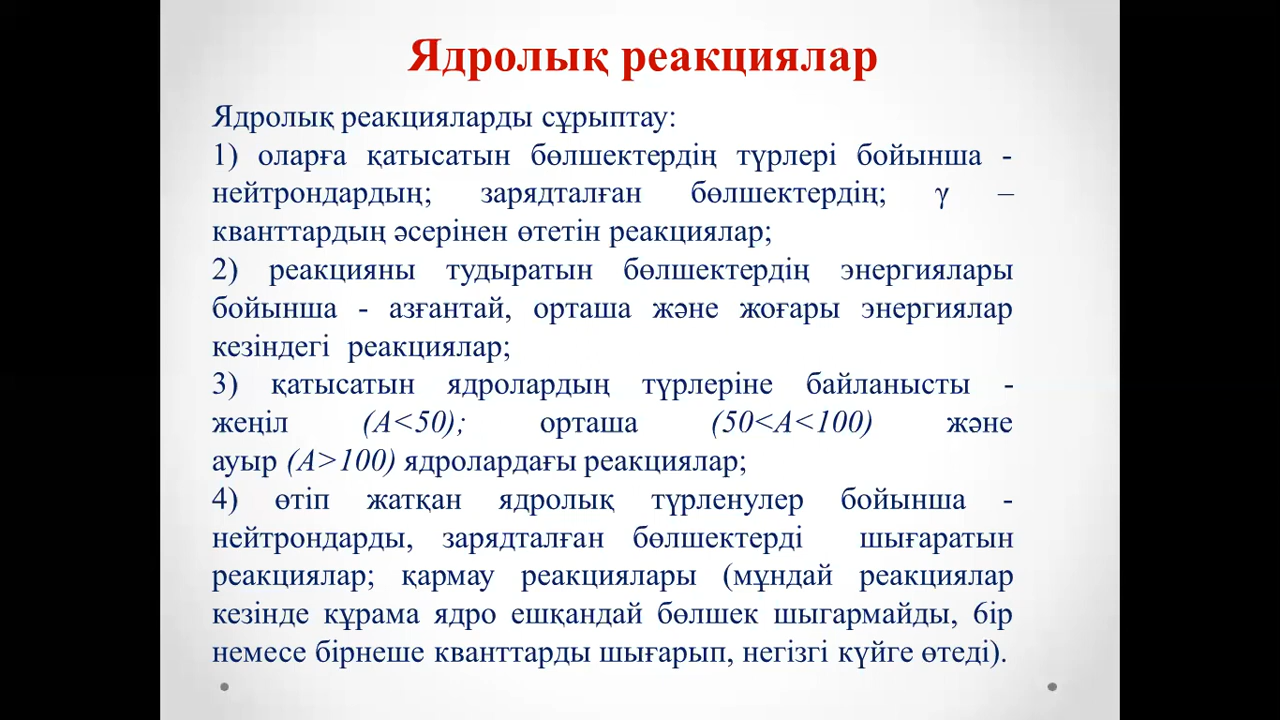 Ядролық реакциялар
Ядролық реакцияларды сұрыптау:
1) оларға қатысатын бөлшектердің түрлері бойынша -
нейтрондардың; зарядталған бөлшектердің; γ –
кванттардың әсерінен өтетін реакциялар;
2) реакцияны тудыратын бөлшектердің энергиялары
бойынша - азғантай, орташа және жоғары энергиялар
кезіндегі реакциялар;
3) қатысатын ядролардың түрлеріне байланысты -
жеңіл (А<50); орташа (50<А<100) және
ауыр (А>100) ядролардағы реакциялар;
4) өтіп жатқан ядролық түрленулер бойынша -
нейтрондарды, зарядталған бөлшектерді шығаратын
реакциялар; қармау реакциялары (мұндай реакциялар
кезінде құрама ядро ешқандай бөлшек шыгармайды, 6ір
немесе бірнеше кванттарды шығарып, негізгі күйге өтеді).